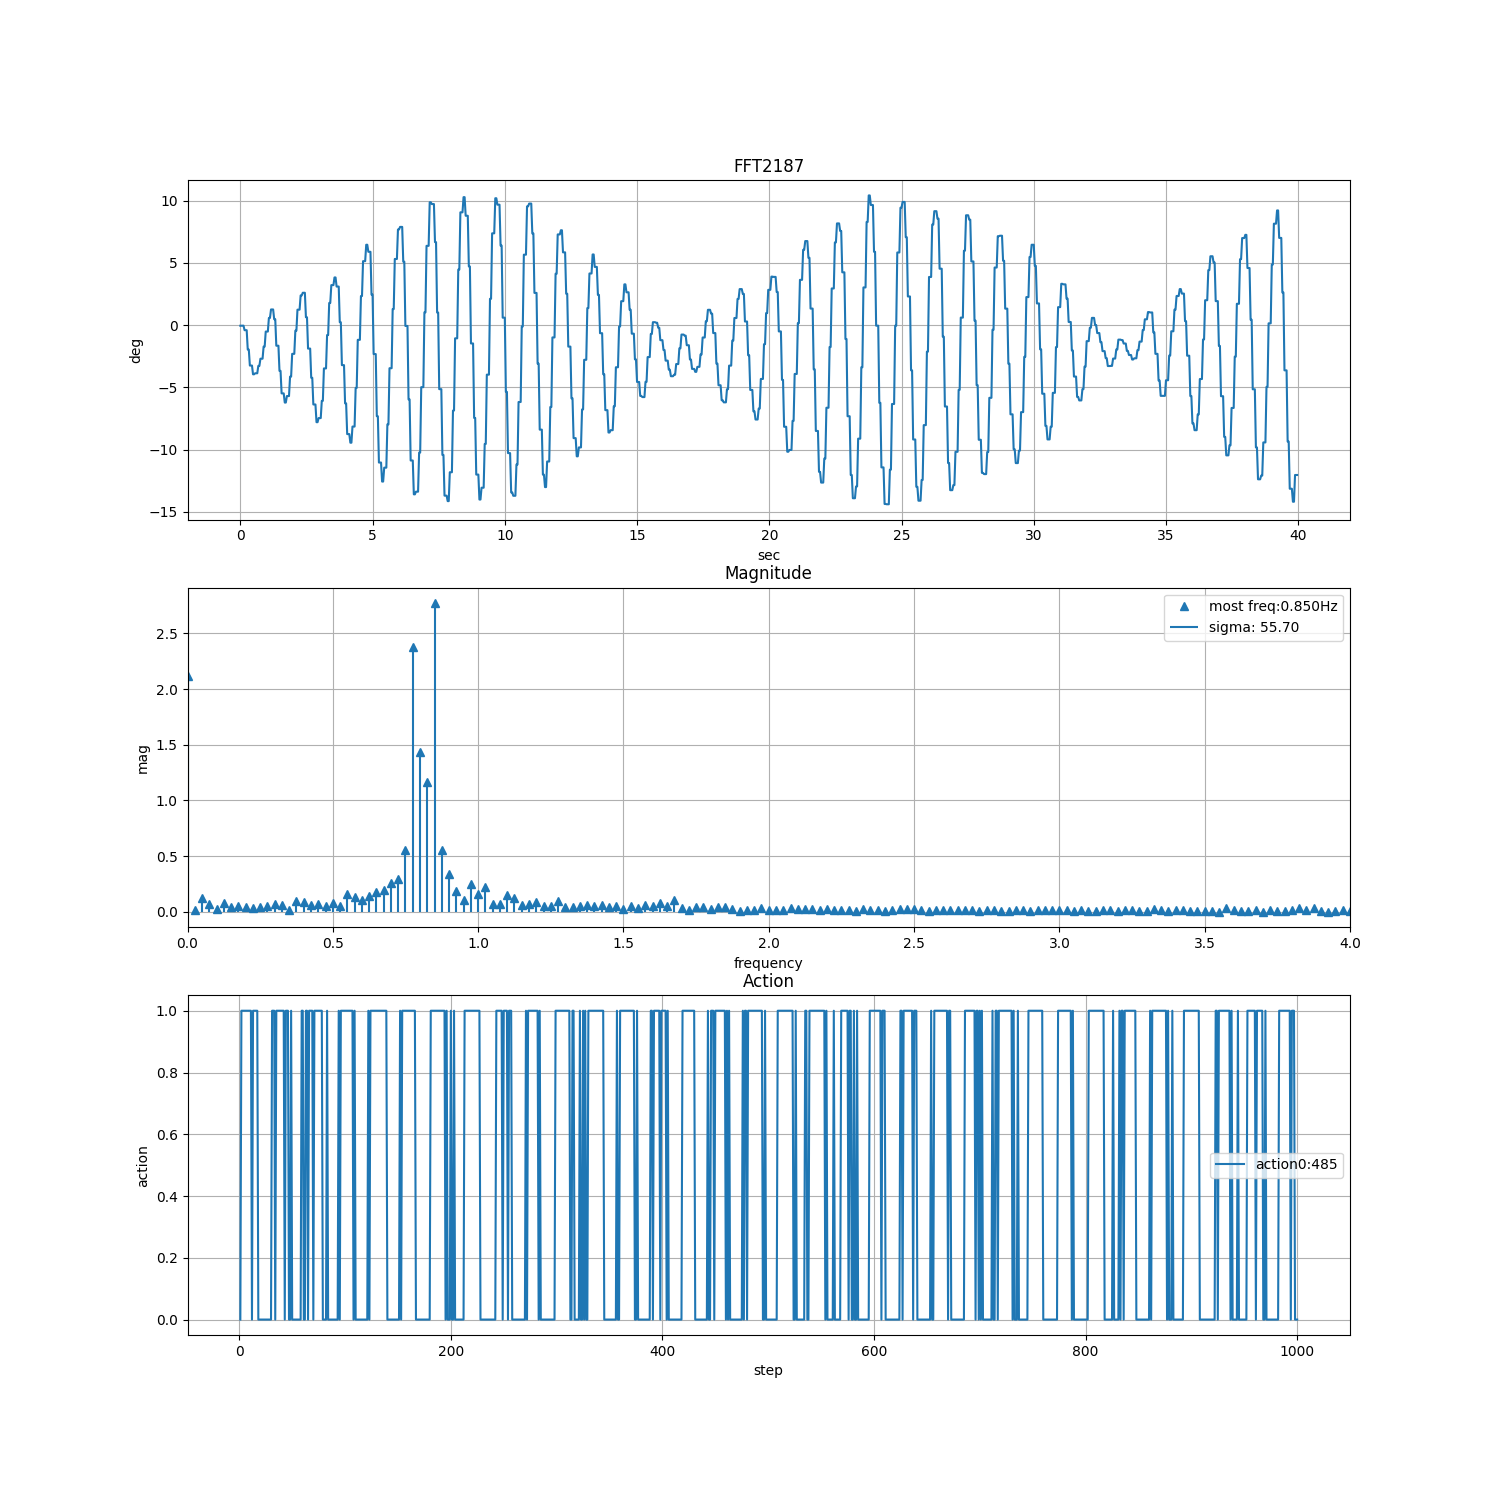 FFT2187
10
5
0
−5
−10
−15
deg
0 5 10 15 20 25 30 35 40
sec
Magnitude
most freq:0.850Hz
sigma: 55.70
2.5
2.0
1.5
1.0
0.5
0.0
mag
0.0 0.5 1.0 1.5 2.0 2.5 3.0 3.5 4.0
frequency
Action
1.0
0.8
0.6
0.4
0.2
0.0
action
action0:485
0 200 400 600 800 1000
step